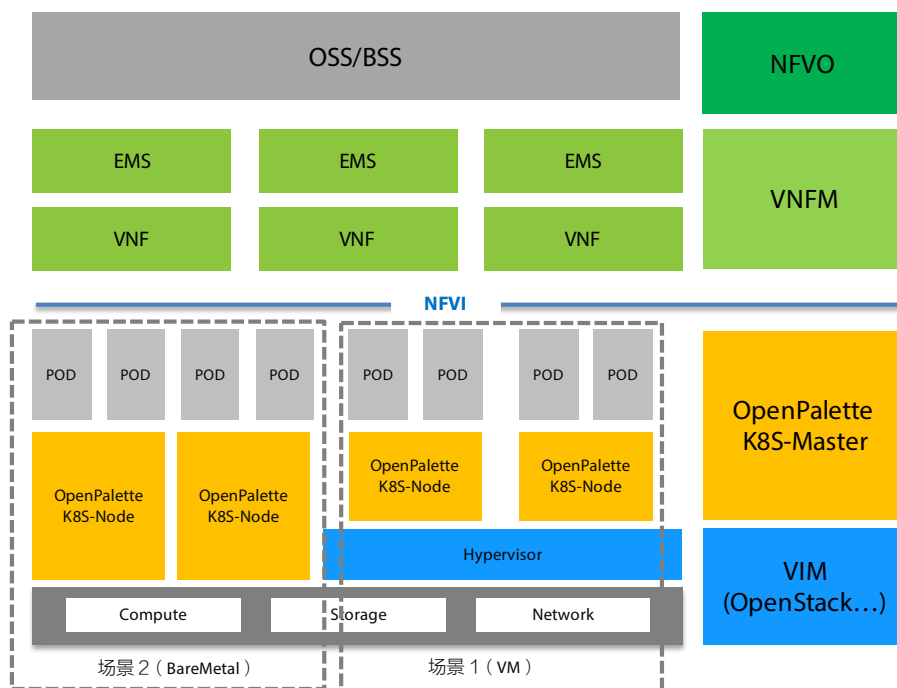 OSS/BSS
NFVO
EMS
EMS
EMS
VNFM
VNF
VNF
VNF
NFVI
POD
POD
POD
POD
POD
POD
POD
POD
OpenPalette
K8S-Master
OpenPalette
K8S-Node
OpenPalette
K8S-Node
OpenPalette
K8S-Node
OpenPalette
K8S-Node
Hypervisor
VIM
(OpenStack…)
Compute
Storage
Network
场景2（BareMetal）
场景1（VM）